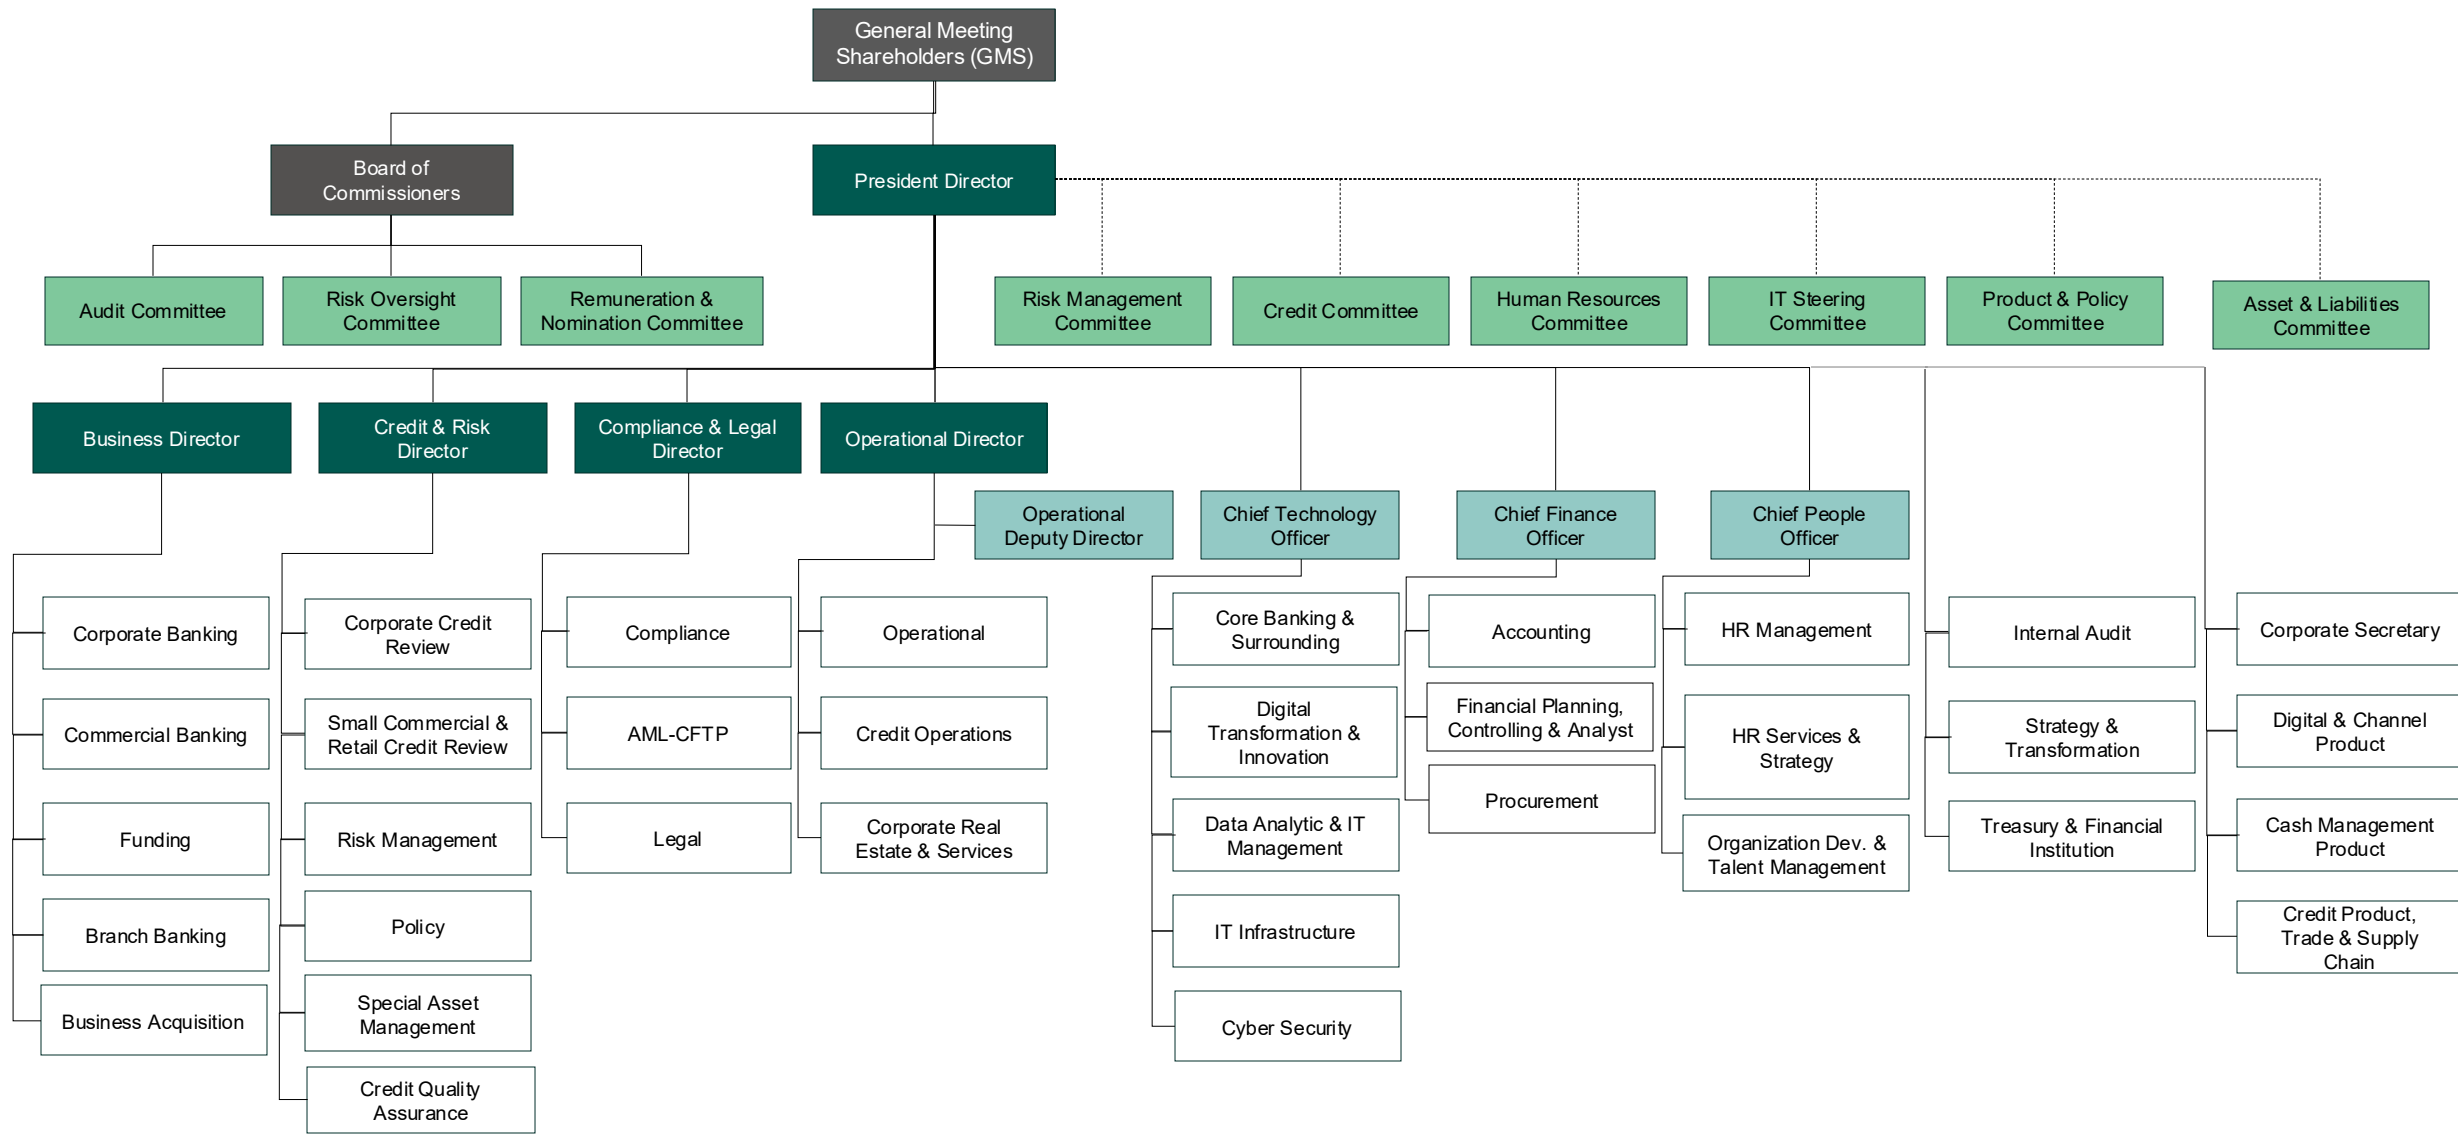 General Meeting
Shareholders (GMS)
Board of
Commissioners
President Director
Audit Committee
Risk Oversight
Committee
Remuneration &
Nomination Committee
Risk Management
Committee
Credit Committee
Human Resources
Committee
IT Steering
Committee
Product & Policy
Committee
Asset & Liabilities
Committee
Business Director
Credit & Risk
Director
Compliance & Legal
Director
Operational Director
Operational
Deputy Director
Chief Technology
Officer
Chief Finance
Officer
Chief People
Officer
Corporate Banking
Commercial Banking
Funding
Branch Banking
Business Acquisition
Corporate Credit
Review
Small Commercial &
Retail Credit Review
Risk Management
Policy
Special Asset
Management
Credit Quality
Assurance
Compliance
AML-CFTP
Legal
Operational
Credit Operations
Corporate Real
Estate & Services
Core Banking &
Surrounding
Digital
Transformation &
Innovation
Data Analytic & IT
Management
IT Infrastructure
Cyber Security
Accounting
Financial Planning,
Controlling & Analyst
Procurement
HR Management
HR Services &
Strategy
Organization Dev. &
Talent Management
Internal Audit
Strategy &
Transformation
Treasury & Financial
Institution
Corporate Secretary
Digital & Channel
Product
Cash Management
Product
Credit Product,
Trade & Supply
Chain